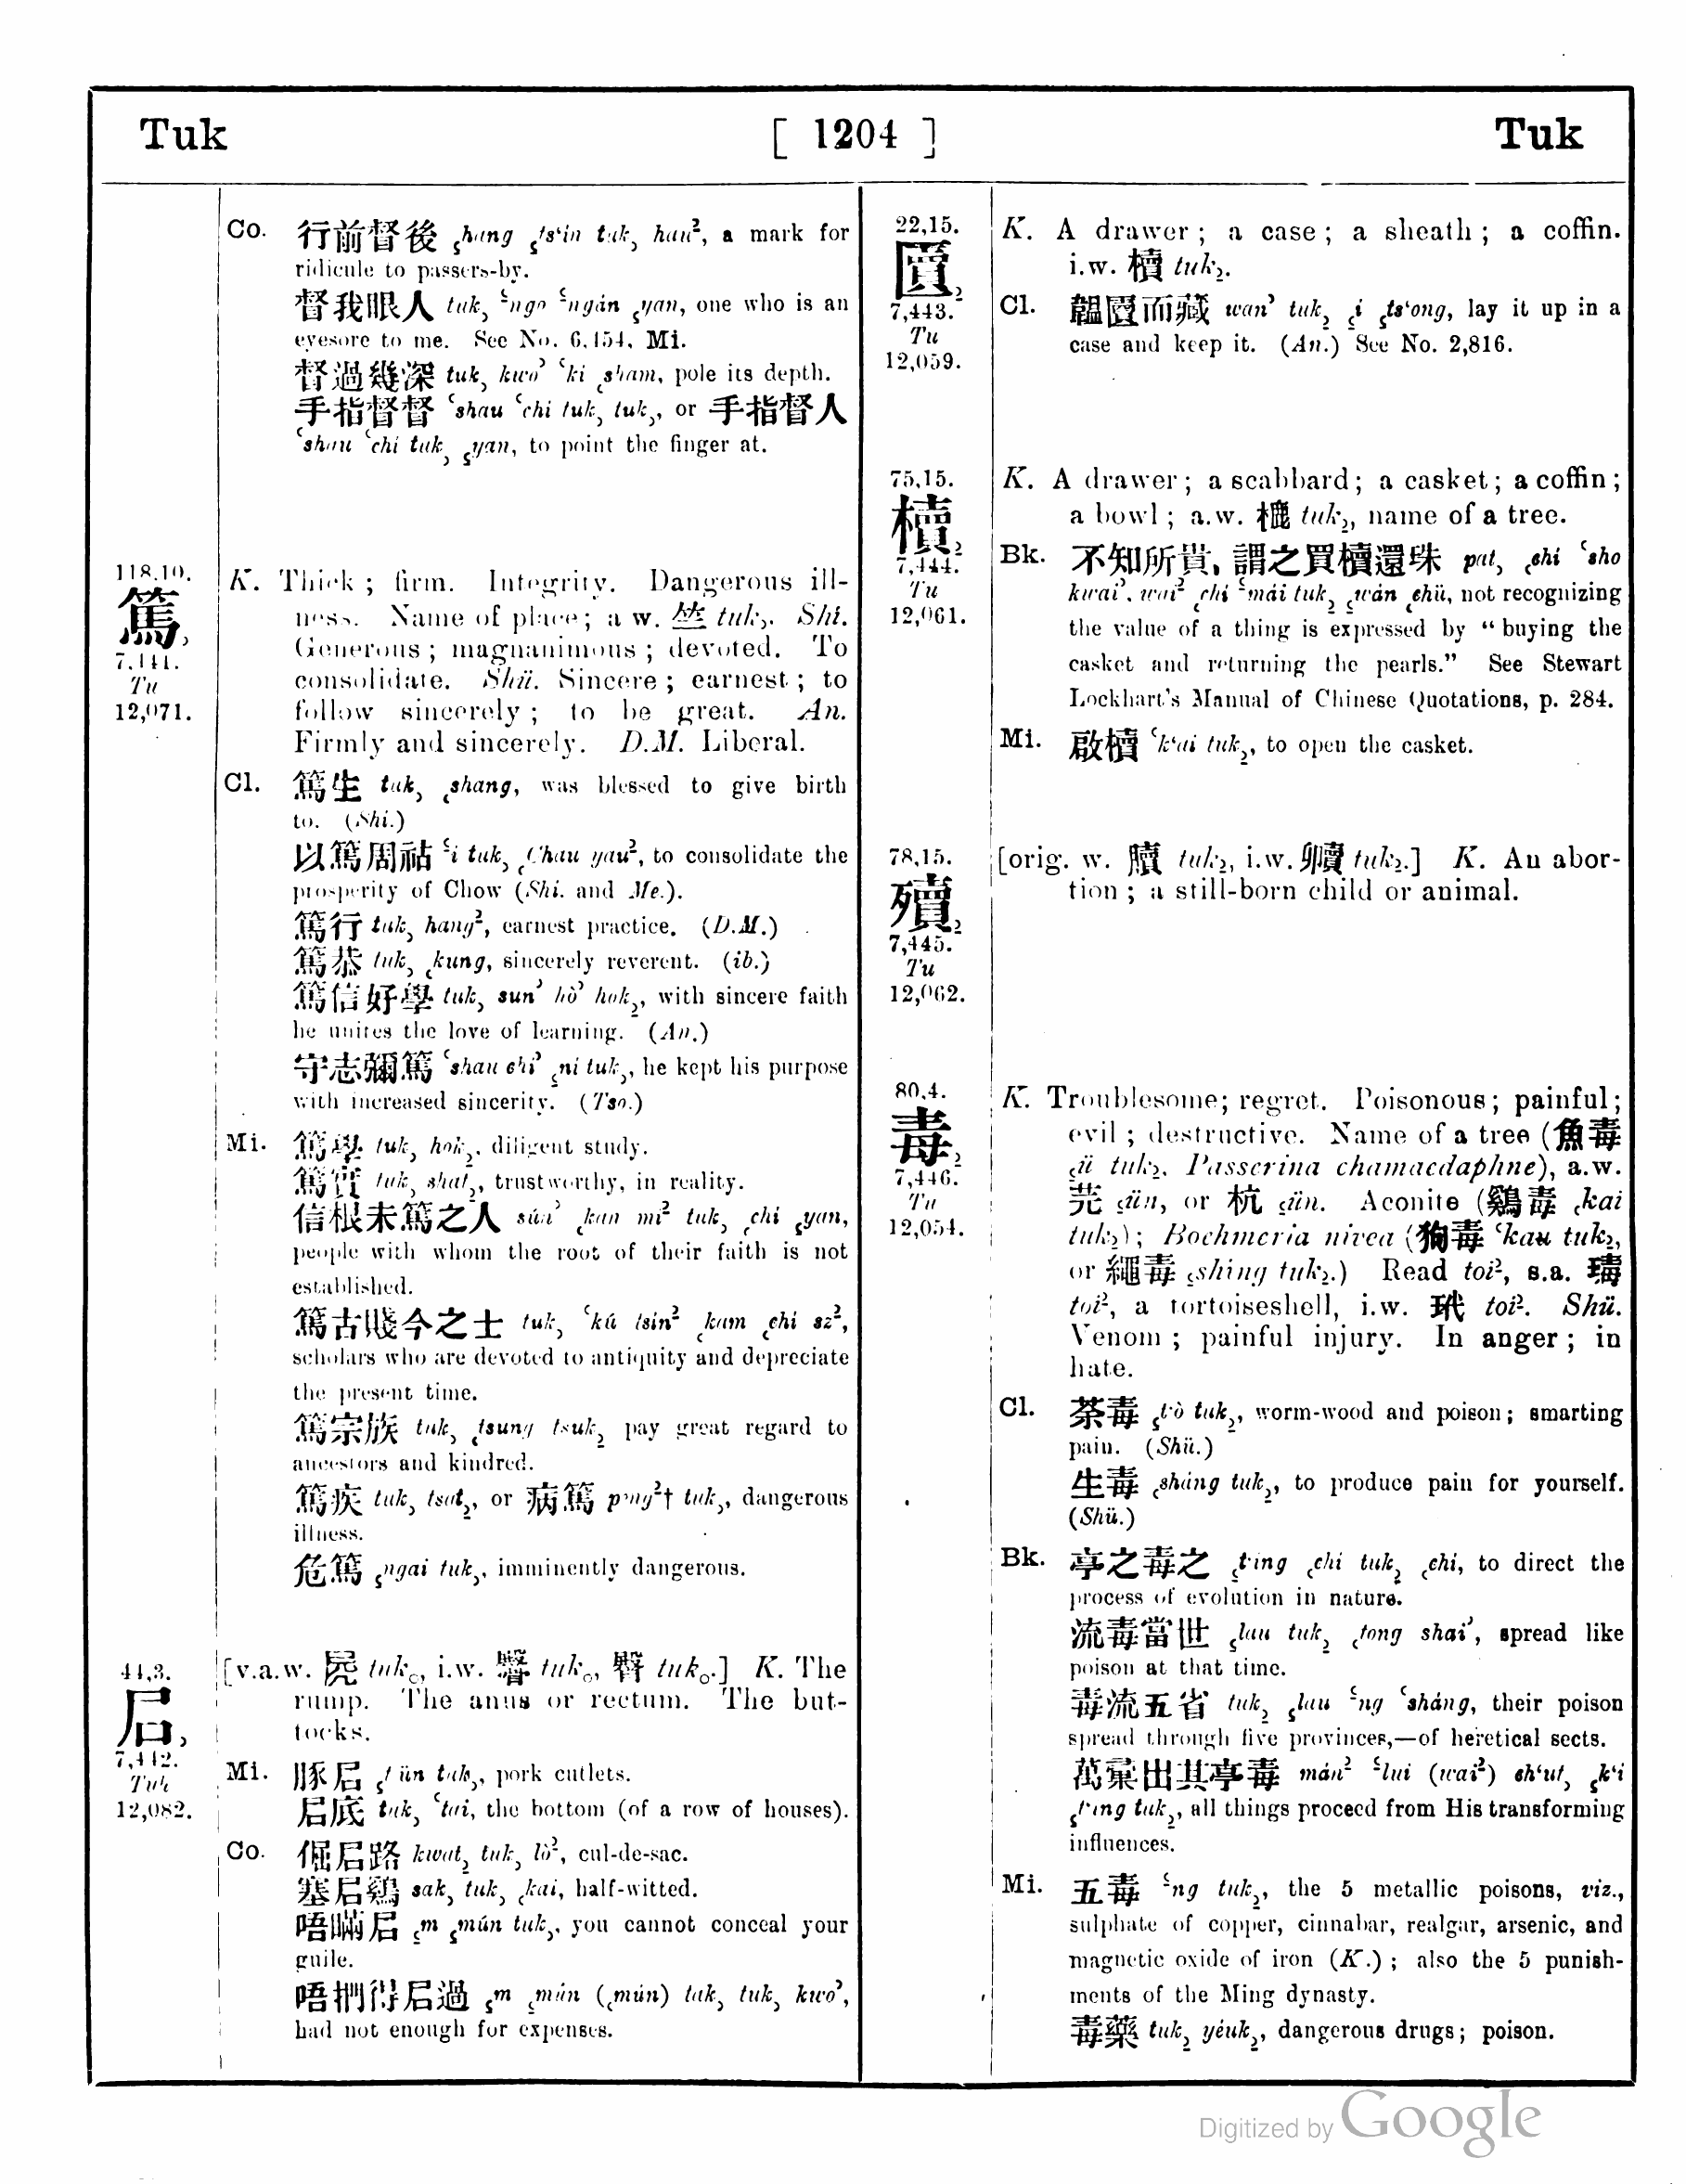 Tuk [ 1204 ] Tuk
Co. 行前督後 ꜁hang ꜁ts‘in tuk꜆ hau², a mark for
ridicule to passers-by.
督我眼人 tuk꜆ ꜃ngo ꜃ngán ꜁yan, one who is an
eyesore to me. See No. 6,454, Mi.
督過幾深 tuk꜆ kwo꜄ ꜂ki ꜀sham, pole its depth.
手指督督 ꜂shau ꜂chi tuk꜆ tuk꜆, or 手指督人
꜂shau ꜂chi tuk꜆ ꜁yan, to point the finger at.
118,10.
篤꜆
7,441.
Tu
12,071.
K. Thick; firm. Integrity. Dangerous ill-
ness. Name of place; a w. 竺 tuk꜆. Shi.
Generous; magnanimous; devoted. To
consolidate. Shü. Sincere; earnest; to
follow sincerely; to be great. An.
Firmly and sincerely. D.M. Liberal.
Cl. 篤生 tuk꜆ ꜀shang, was blessed to give birth
to. (Shi.)
以篤周祜 ꜃i tuk꜆ ꜀Chau yau², to consolidate the
prosperity of Chow (Shi. and Me.).
篤行 tuk꜆ hang², earnest practice. (D.M.)
篤恭 tuk꜆ ꜀kung, sincerely reverent. (ib.)
篤信好學 tuk꜆ sun꜄ hò꜄ hok꜇, with sincere faith
he unites the love of learning. (An.)
守志彌篤 ꜂shau chi꜄ ꜁ni tuk꜆, he kept his purpose
with increased sincerity. (Tso.)
Mi. 篤學 tuk꜆ hok꜇, diligent study.
篤實 tuk꜆ shat꜇, trustworthy, in reality.
信根未篤之人 sun꜄ ꜀kan mi² tuk꜆ ꜀chi ꜁yan,
people with whom the root of their faith is not
established.
篤古賤今之士 tuk꜆ ꜂kú tsin² ꜀kam ꜀chi sz²,
scholars who are devoted to antiquity and depreciate
the present time.
篤宗族 tuk꜆ ꜀tsung tsuk꜇ pay great regard to
ancestors and kindred.
篤疾 tuk꜆ tsat꜇, or 病篤 peng²† tuk꜆, dangerous
illness.
危篤 ꜁ngai tuk꜆, imminently dangerous.
44,3.
𡰪꜆
7,442.
Tuh
12,082.
[v.a.w. 㞘 tuk꜀, i.w. tuk꜀, tuk꜀.] K. The
rump. The anus or rectum. The but-
tocks.
Mi. 豚𡰪 ꜁t‘ün tuk꜆, pork cutlets.
𡰪底 tuk꜆ ꜂tai, the bottom (of a row of houses).
Co. 倔𡰪路 kwat꜇ tuk꜆ lò², cul-de-sac.
塞𡰪鷄 sak꜆ tuk꜆ ꜀kai, half-witted.
唔瞞𡰪 ꜁m ꜁mún tuk꜆, you cannot conceal your
guile.
唔捫得𡰪過 ꜁m ꜁mún (꜀mún) tak꜆ tuk꜆ kwo꜄,
had not enough for expenses.
22,15.
匵꜇
7,443.
Tu
12,059.
K. A drawer; a case; a sheath; a coffin.
i.w. 櫝 tuk꜇.
Cl. 韞匵而藏 wan꜄ tuk꜇ ꜁i ꜁ts‘ong, lay it up in a
case and keep it. (An.) See No. 2,816.
75,15.
櫝꜇
7,444.
Tu
12,061.
K. A drawer; a scabbard; a casket; a coffin;
a bowl; a.w. tuk꜇, name of a tree.
Bk. 不知所貴，謂之買櫝還珠 pat꜆ ꜀chi ꜂sho
kwai꜄, wai² ꜀chi ꜃mái tuk꜇ ꜁wán ꜀chü, not recognizing
the value of a thing is expressed by “buying the
casket and returning the pearls.” See Stewart
Lockhart’s Manual of Chinese Quotations, p. 284.
Mi. 啟櫝 ꜂k‘ai tuk꜇, to open the casket.
78,15.
殰꜇
7,445.
Tu
12,062.
[orig. w. 贕 tuk꜇, i.w. tuk꜇.] K. An abor-
tion; a still-born child or animal.
80,4.
毒꜇
7,446.
Tu
12,054.
K. Troublesome; regret. Poisonous; painful;
evil; destructive. Name of a tree (魚毒
꜁ü tuk꜇, Passerina chamaedaphne), a.w.
芫 ꜁ün, or 杬 ꜁ün. Aconite (鷄毒 ꜀kai
tuk꜇); Boehmeria nivea (狗毒 ꜂kau tuk꜇,
or 繩毒 ꜁shing tuk꜇.) Read toi², s.a. 瑇
toi², a tortoiseshell, i.w. 玳 toi². Shü.
Venom; painful injury. In anger; in
hate.
Cl. 荼毒 ꜁t‘ò tuk꜇, worm-wood and poison; smarting
pain. (Shü.)
生毒 ꜀sháng tuk꜇, to produce pain for yourself.
(Shü.)
Bk. 亭之毒之 ꜁t‘ing ꜀chi tuk꜇ ꜀chi, to direct the
process of evolution in nature.
流毒當世 ꜁lau tuk꜇ ꜀tong shai꜄, spread like
poison at that time.
毒流五省 tuk꜇ ꜁lau ꜃ng ꜂sháng, their poison
spread through five provinces,—of heretical sects.
萬彙出其亭毒 mán² ꜃lui (wai²) ch‘ut꜆ ꜁k‘i
꜁t‘ing tuk꜇, all things proceed from His transforming
influences.
Mi. 五毒 ꜃ng tuk꜇, the 5 metallic poisons, viz.,
sulphate of copper, cinnabar, realgar, arsenic, and
magnetic oxide of iron (K.); also the 5 punish-
ments of the Ming dynasty.
毒藥 tuk꜇ yéuk꜇, dangerous drugs; poison.
Digitized by Google